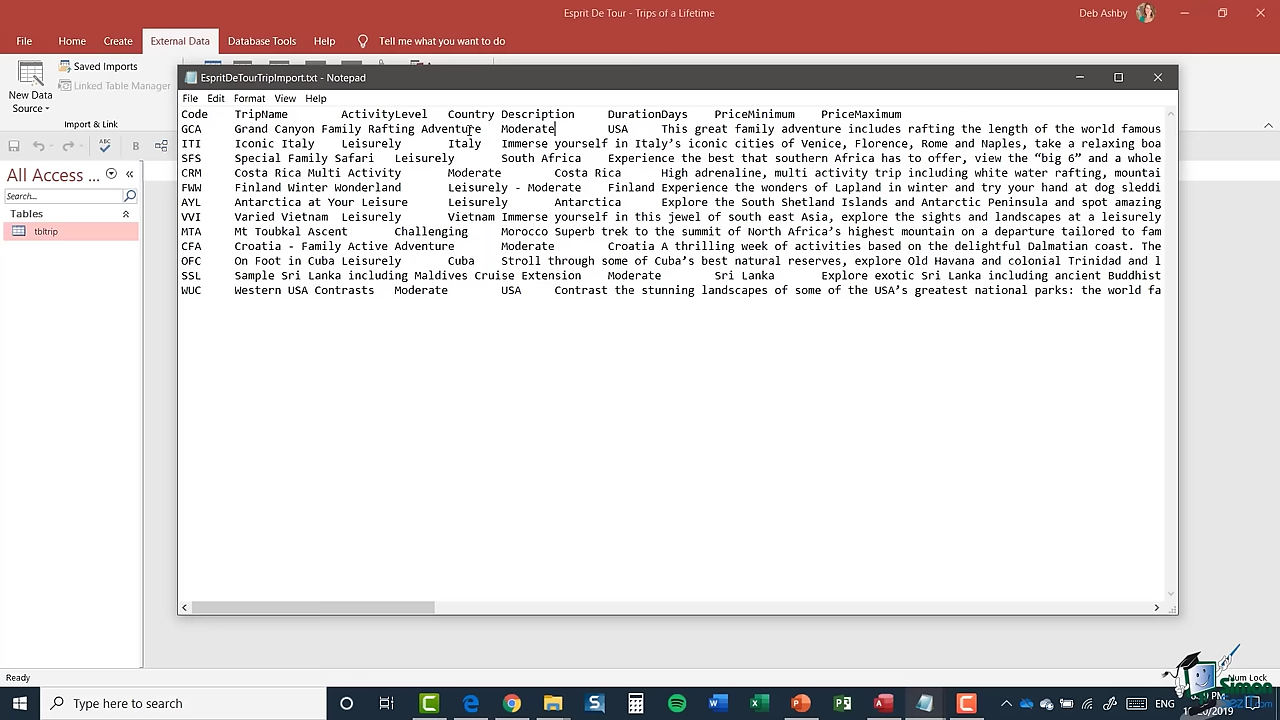 Esprit De Tour - Trips of a Lifetime
Deb Ashby
File Home Create External Data Database Tools Help Tell me what you want to do
New Data Source
Saved Imports
Linked Table Manager
Import & Link
EspritDeTourTripImport.txt - Notepad
File Edit Format View Help
Code TripName ActivityLevel Country Description DurationDays PriceMinimum PriceMaximum
GCA Grand Canyon Family Rafting Adventure Moderate USA This great family adventure includes rafting the length of the world famous
ITI Iconic Italy Leisurely Italy Immerse yourself in Italy’s iconic cities of Venice, Florence, Rome and Naples, take a relaxing boa
SFS Special Family Safari Leisurely South Africa Experience the best that southern Africa has to offer, view the “big 6” and a whole
CRM Costa Rica Multi Activity Moderate Costa Rica High adrenaline, multi activity trip including white water rafting, mountai
FWW Finland Winter Wonderland Leisurely - Moderate Finland Experience the wonders of Lapland in winter and try your hand at dog sleddi
AYL Antarctica at Your Leisure Leisurely Antarctica Explore the South Shetland Islands and Antarctic Peninsula and spot amazing
VVI Varied Vietnam Leisurely Vietnam Immerse yourself in this jewel of south east Asia, explore the sights and landscapes at a leisurely
MTA Mt Toubkal Ascent Challenging Morocco Superb trek to the summit of North Africa’s highest mountain on a departure tailored to fam
CFA Croatia - Family Active Adventure Moderate Croatia A thrilling week of activities based on the delightful Dalmatian coast. The
OFC On Foot in Cuba Leisurely Cuba Stroll through some of Cuba’s best natural reserves, explore Old Havana and colonial Trinidad and l
SSL Sample Sri Lanka including Maldives Cruise Extension Moderate Sri Lanka Explore exotic Sri Lanka including ancient Buddhist
WUC Western USA Contrasts Moderate USA Contrast the stunning landscapes of some of the USA’s greatest national parks: the world fa
ABC
B
All Access ...
Search...
Tables
tbltrip
Ready
Num Lock
Type here to search
ENG
Simon